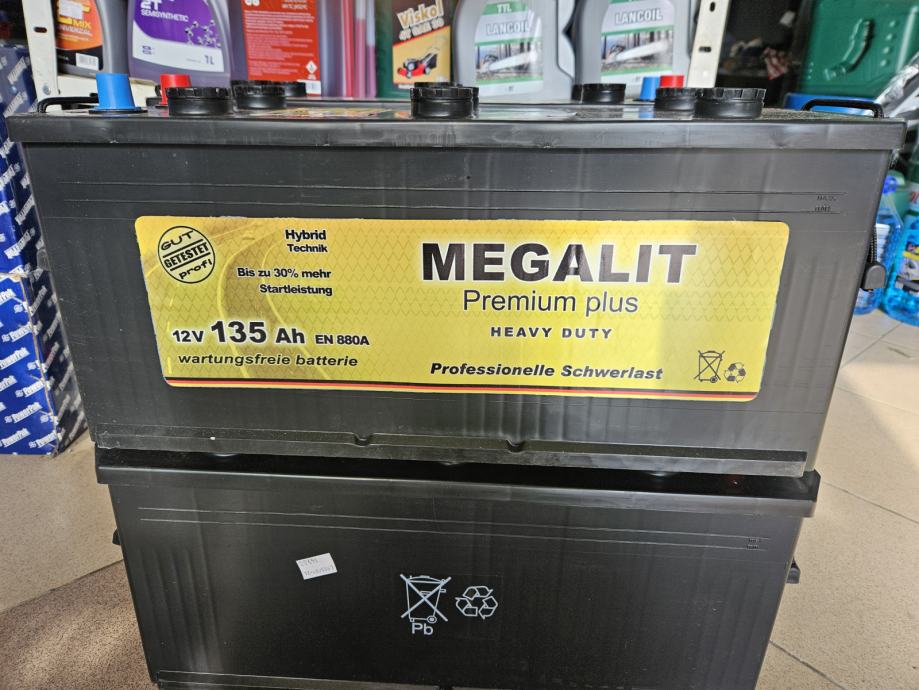 2T
SEMISYNTHETIC
1L
Viskol
TTL
LANCOIL
LANCOIL
GUT
GETESTET
profi
Hybrid
Technik
Bis zu 30% mehr
Startleistung
12V 135 Ah EN 880A
wartungsfreie batterie
MEGALIT
Premium plus
HEAVY DUTY
Professionelle Schwerlast
Pb